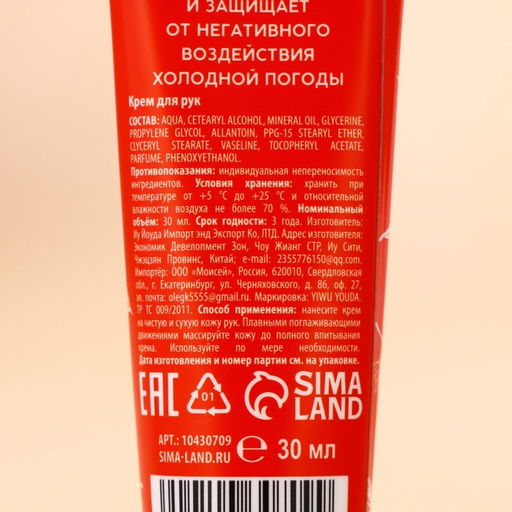 И ЗАЩИЩАЕТ
ОТ НЕГАТИВНОГО
ВОЗДЕЙСТВИЯ
ХОЛОДНОЙ ПОГОДЫ
Крем для рук
СОСТАВ: AQUA, CETEARYL ALCOHOL, MINERAL OIL, GLYCERINE,
PROPYLENE GLYCOL, ALLANTOIN, PPG-15 STEARYL ETHER,
GLYCERYL STEARATE, VASELINE, TOCOPHERYL ACETATE,
PARFUME, PHENOXYETHANOL.
Противопоказания: индивидуальная непереносимость
ингредиентов. Условия хранения: хранить при
температуре от +5 °C до +25 °C и относительной
влажности воздуха не более 70 %. Номинальный
объём: 30 мл. Срок годности: 3 года. Изготовитель:
Иу Йоуда Импорт энд Экспорт Ко, ЛТД. Адрес изготовителя:
Экономик Девелопмент Зон, Чоу Жианг СТР, Иу Сити,
Чжэцзян Провинс, Китай; e-mail: 2355776150@qq.com.
Импортёр: ООО «Моисей», Россия, 620010, Свердловская
обл., г. Екатеринбург, ул. Черняховского, д. 86, оф. 27,
эл. почта: olegk5555@gmail.ru. Маркировка: YIWU YOUDA.
ТР ТС 009/2011. Способ применения: нанесите крем
на чистую и сухую кожу рук. Плавными поглаживающими
движениями массируйте кожу до полного впитывания
крема. Используйте по мере необходимости.
Дата изготовления и номер партии см. на упаковке.
EAC
01
SIMA
LAND
АРТ.: 10430709
SIMA-LAND.RU
℮ 30 мл